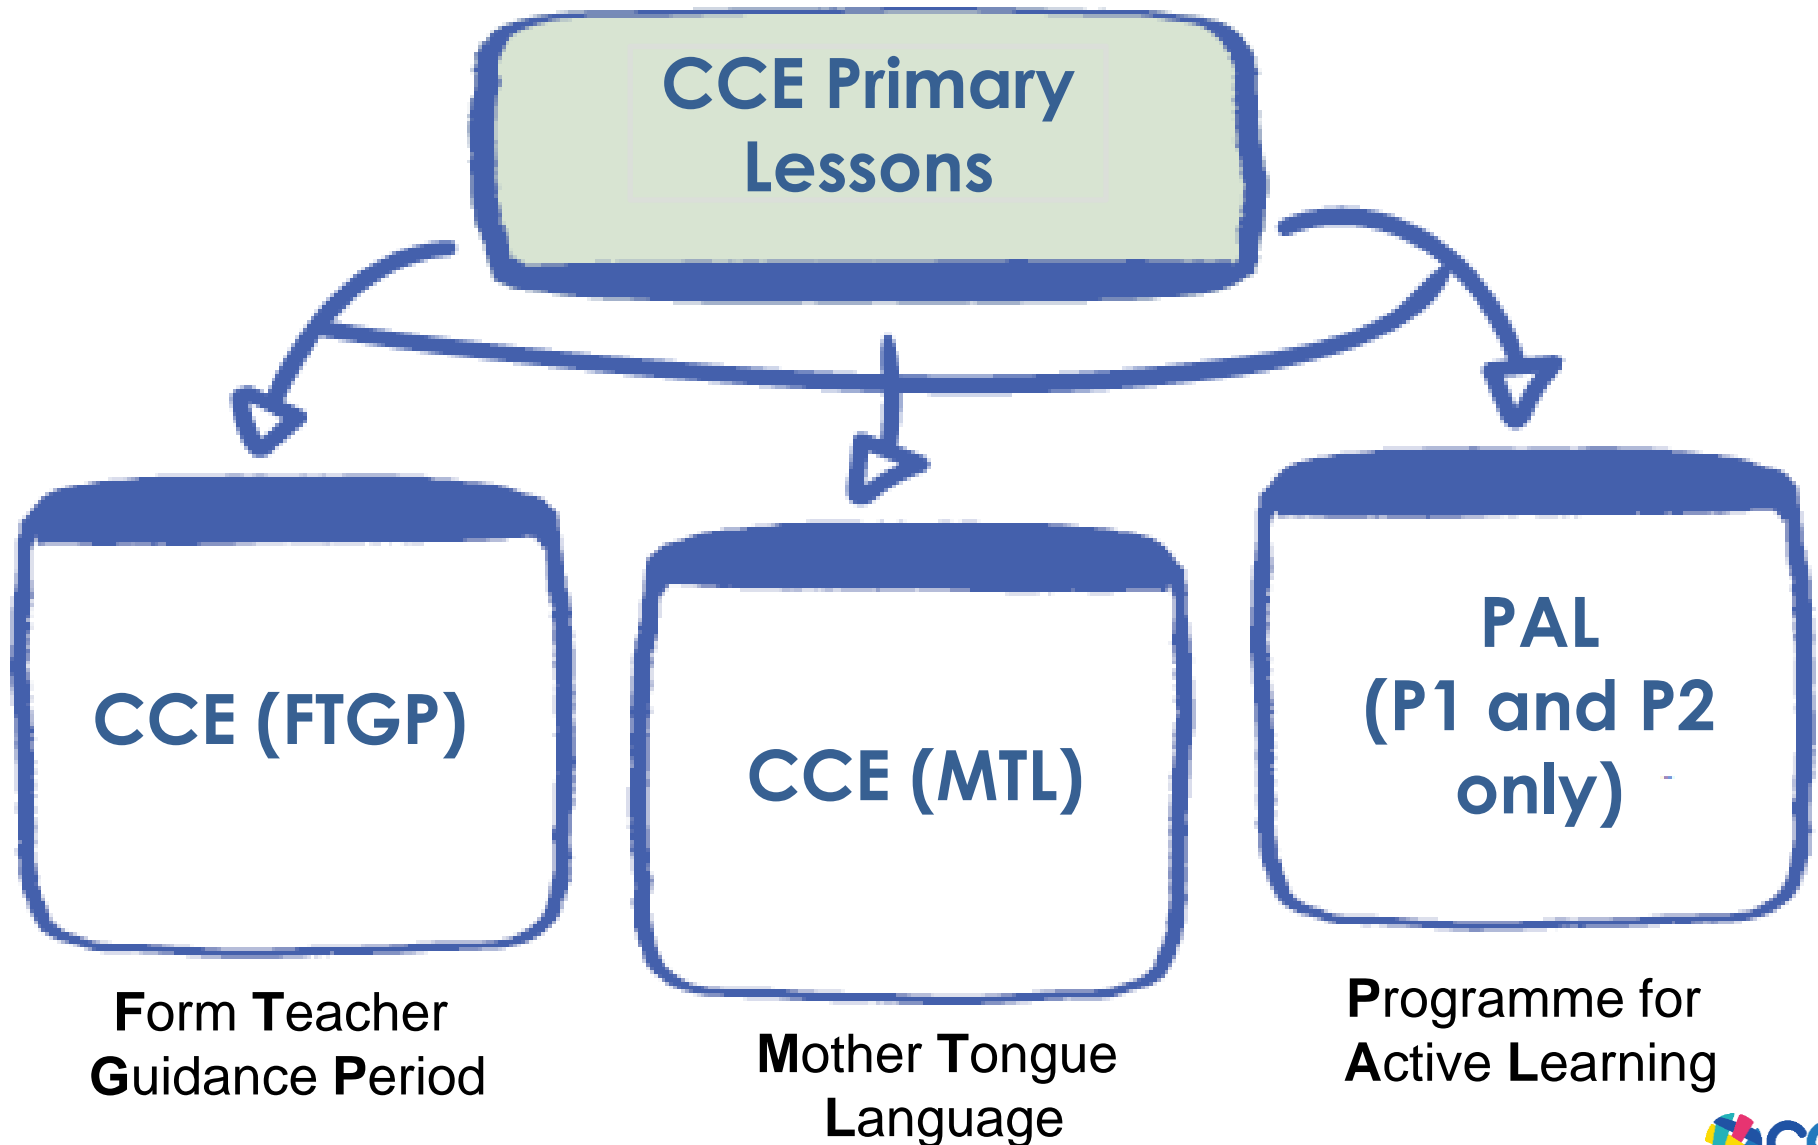 CCE Primary
Lessons
CCE (FTGP)
CCE (MTL)
PAL
(P1 and P2
only)
Form Teacher
Guidance Period
Mother Tongue
Language
Programme for
Active Learning